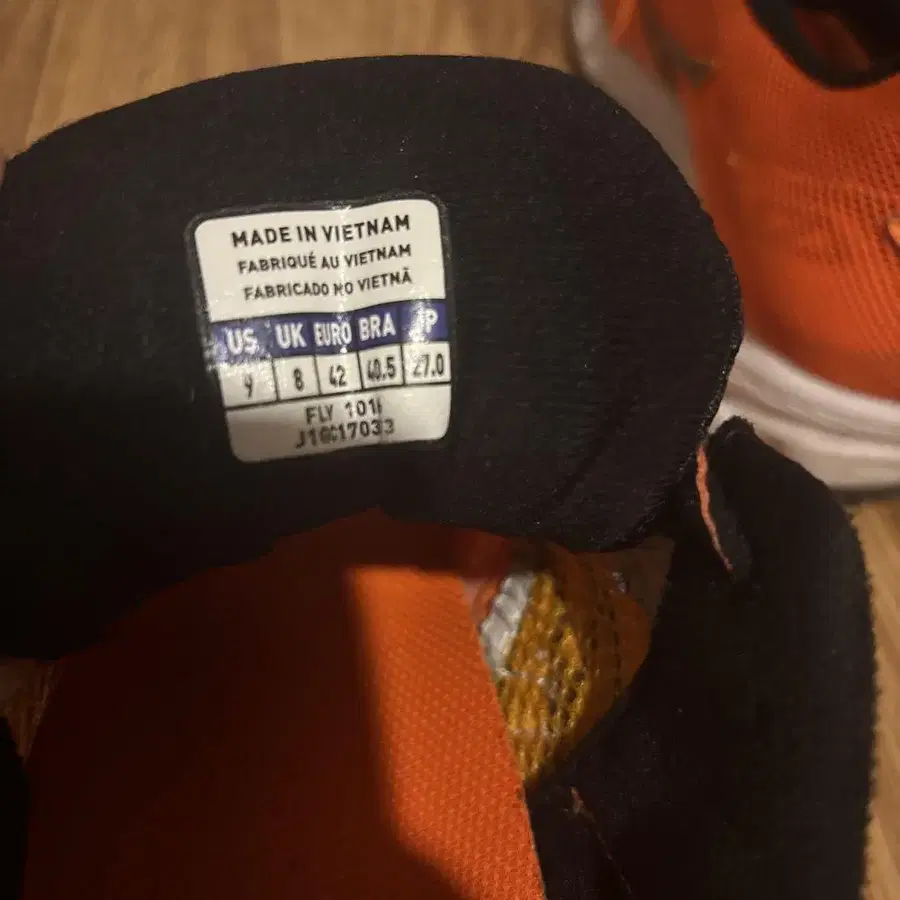 MADE IN VIETNAM
FABRIQUÉ AU VIETNAM
FABRICADO NO VIETNÃ
US UK EURO BRA JP
9 8 42 40.5 27.0
FLY 101